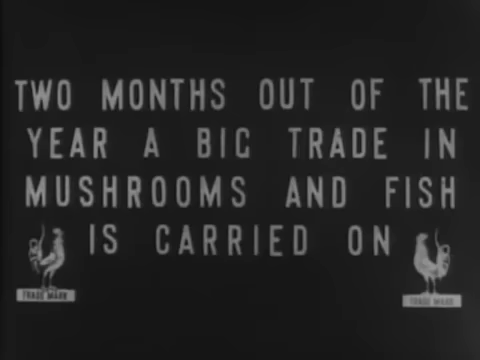 TWO MONTHS OUT OF THE
YEAR A BIG TRADE IN
MUSHROOMS AND FISH
IS CARRIED ON
TRADE MARK
TRADE MARK